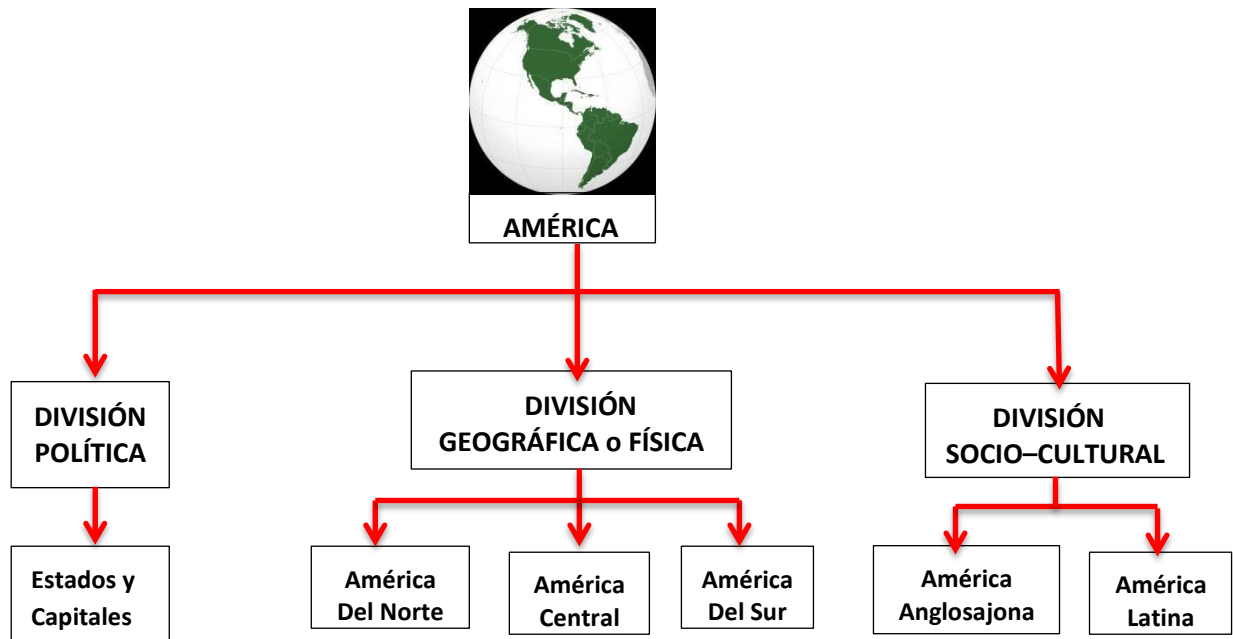 AMÉRICA
DIVISIÓN
POLÍTICA
DIVISIÓN
GEOGRÁFICA o FÍSICA
DIVISIÓN
SOCIO–CULTURAL
Estados y
Capitales
América
Del Norte
América
Central
América
Del Sur
América
Anglosajona
América
Latina